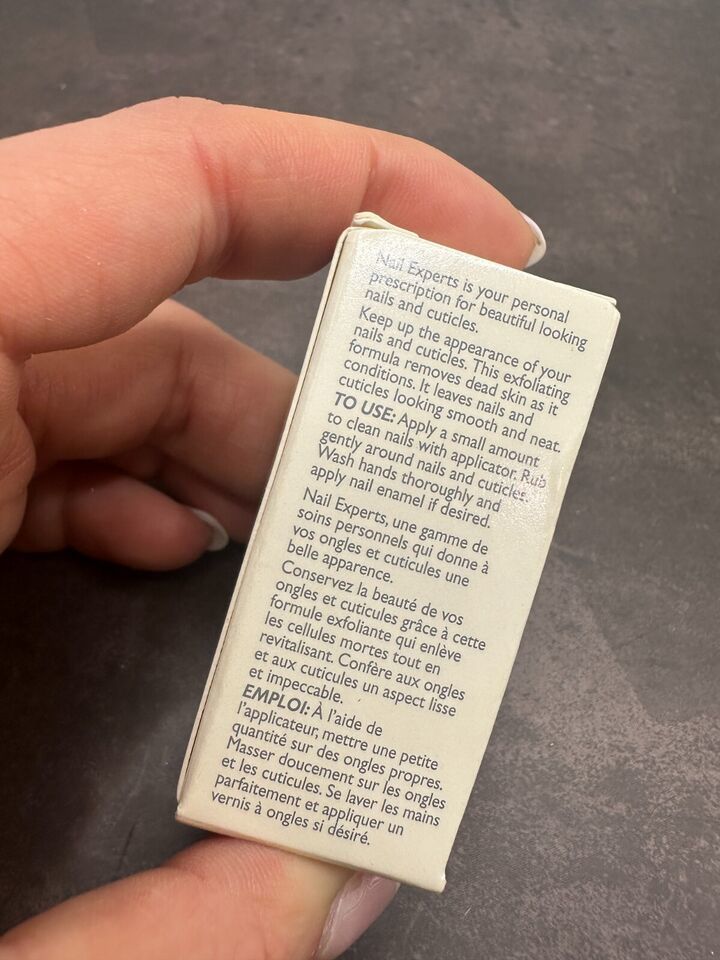 Nail Experts is your personal
prescription for beautiful looking
nails and cuticles.
Keep up the appearance of your
nails and cuticles. This exfoliating
formula removes dead skin as it
conditions. It leaves nails and
cuticles looking smooth and neat.
TO USE: Apply a small amount
to clean nails with applicator. Rub
gently around nails and cuticles.
Wash hands thoroughly and
apply nail enamel if desired.
Nail Experts, une gamme de
soins personnels qui donne à
vos ongles et cuticules une
belle apparence.
Conservez la beauté de vos
ongles et cuticules grâce à cette
formule exfoliante qui enlève
les cellules mortes tout en
revitalisant. Confère aux ongles
et aux cuticules un aspect lisse
et impeccable.
EMPLOI: À l'aide de
l'applicateur, mettre une petite
quantité sur des ongles propres.
Masser doucement sur les ongles
et les cuticules. Se laver les mains
parfaitement et appliquer un
vernis à ongles si désiré.